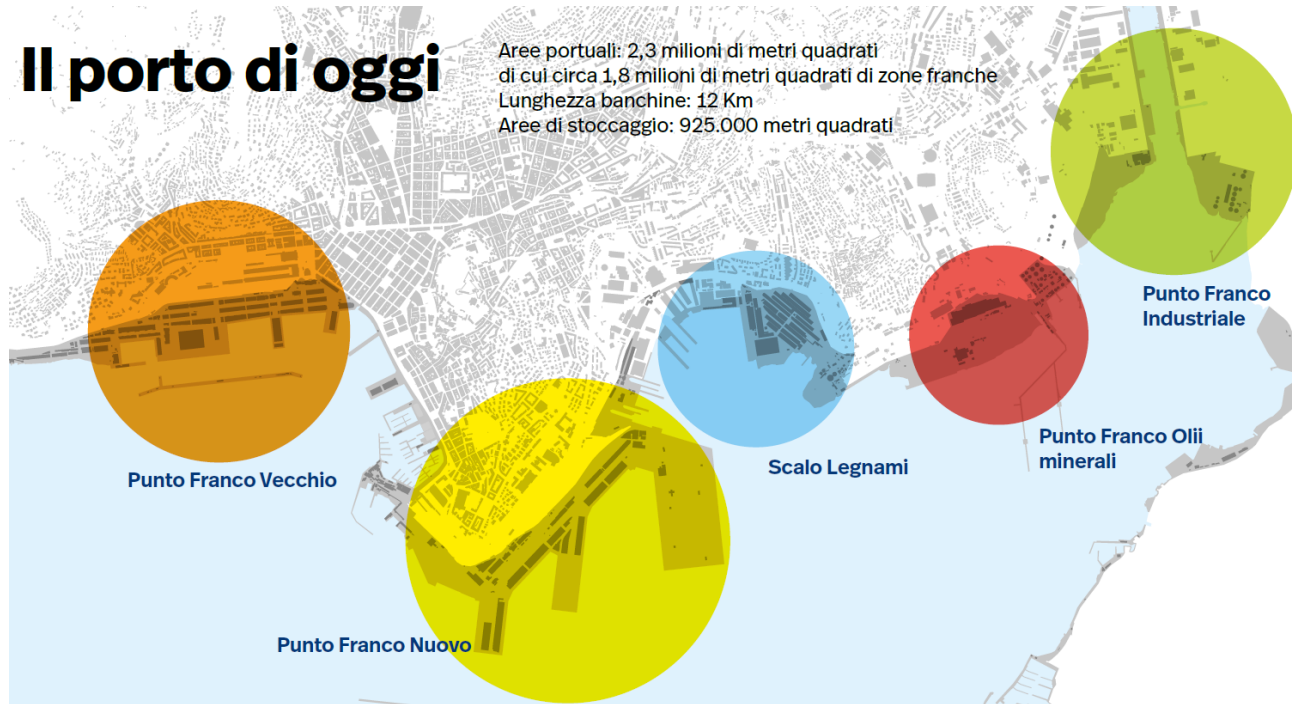 Il porto di oggi
Aree portuali: 2,3 milioni di metri quadrati
di cui circa 1,8 milioni di metri quadrati di zone franche
Lunghezza banchine: 12 Km
Aree di stoccaggio: 925.000 metri quadrati
Punto Franco
Industriale
Punto Franco Olii
minerali
Scalo Legnami
Punto Franco Vecchio
Punto Franco Nuovo